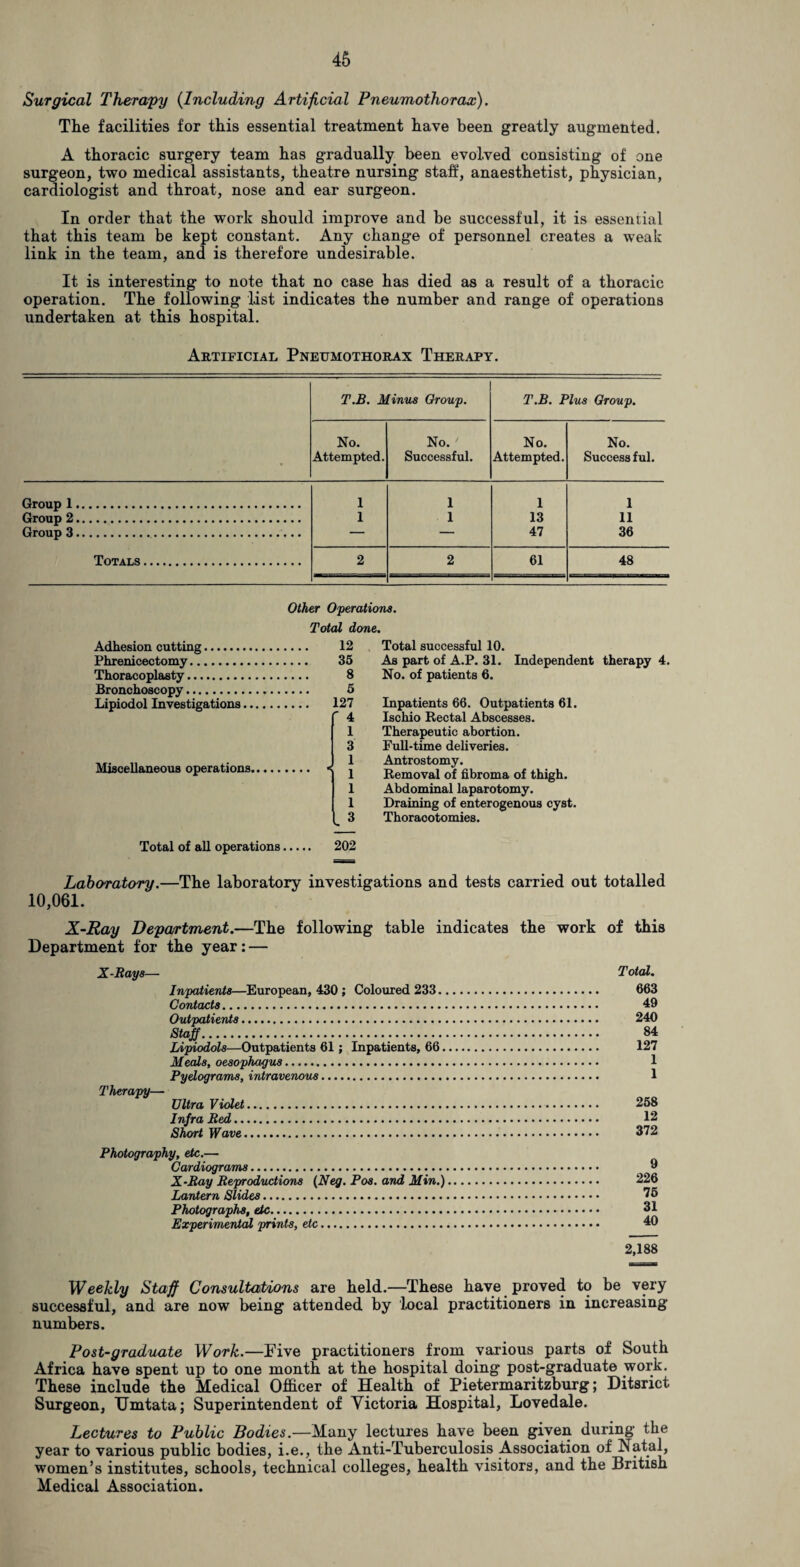 45
Surgical Therapy (Including Artificial Pneumothorax).
The facilities for this essential treatment have been greatly augmented.
A thoracic surgery team has gradually been evolved consisting of one
surgeon, two medical assistants, theatre nursing staff, anaesthetist, physician,
cardiologist and throat, nose and ear surgeon.
In order that the work should improve and be successful, it is essential
that this team be kept constant. Any change of personnel creates a weak
link in the team, and is therefore undesirable.
It is interesting to note that no case has died as a result of a thoracic
operation. The following list indicates the number and range of operations
undertaken at this hospital.
Artificial Pneumothorax Therapy.
T.B. Minus Group. T.B. Plus Group.
No. Attempted. No. Successful. No. Attempted. No. Successful.
Group 1 1 1 1 1
Group 2 1 1 13 11
Group 3 — — 47 36
Totals 2 2 61 48
Other Operations.
Total done.
Adhesion cutting 12 Total successful 10.
Phrenicectomy 35 As part of A.P. 31. Independent therapy 4.
Thoracoplasty 8 No. of patients 6.
Bronchoscopy 5
Lipiodol Investigations 127 Inpatients 66. Outpatients 61.
4 Ischio Rectal Abscesses.
1 Therapeutic abortion.
3 Full-time deliveries.
Miscellaneous operations 1 Antrostomy.
1 Removal of fibroma of thigh.
1 Abdominal laparotomy.
1 Draining of enterogenous cyst.
3 Thoracotomies.
Total of all operations 202
Laboratory.—The laboratory investigations and tests carried out totalled
10,061.
X-Ray Department.—The following table indicates the work of this
Department for the year:—
X-Rays— Total.
Inpatients—European, 430; Coloured 233 663
Contacts 49
Outpatients 240
Staff 84
Lipiodols—Outpatients 61; Inpatients, 66 127
Meals, oesophagus 1
Pyelograms, intravenous 1
Therapy—
Ultra Violet 258
Infra Red 12
Short Wave 372
Photography, etc.—
Cardiograms 9
X-Ray Reproductions (Neg. Pos. and Min.) 226
Lantern Slides 75
Photographs, etc. 31
Experimental prints, etc 40
2,188
Weekly Staff Consultations are held.—These have proved to be very
successful, and are now being attended by local practitioners in increasing
numbers.
Post-graduate Work.—Five practitioners from various parts of South
Africa have spent up to one month at the hospital doing post-graduate work.
These include the Medical Officer of Health of Pietermaritzburg; Ditsrict
Surgeon, Umtata; Superintendent of Victoria Hospital, Lovedale.
Lectures to Public Bodies.—Many lectures have been given during the
year to various public bodies, i.e., the Anti-Tuberculosis Association of Natal,
women's institutes, schools, technical colleges, health visitors, and the British
Medical Association.